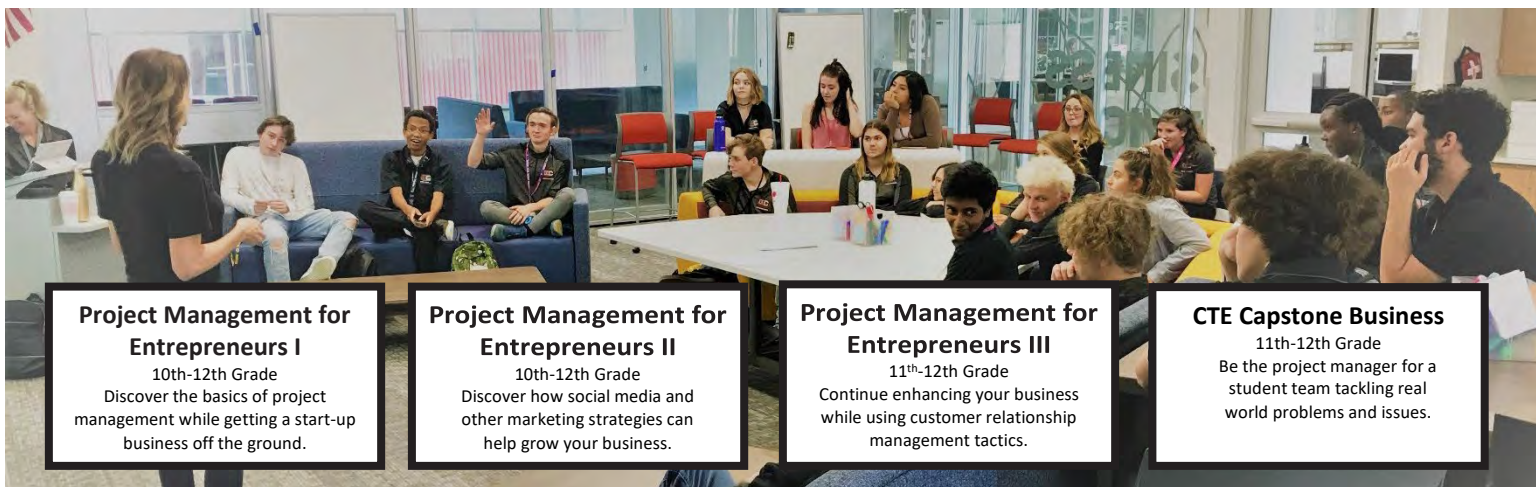 Project Management for
Entrepreneurs I
10th-12th Grade
Discover the basics of project
management while getting a start-up
business off the ground.
Project Management for
Entrepreneurs II
10th-12th Grade
Discover how social media and
other marketing strategies can
help grow your business.
Project Management for
Entrepreneurs III
11th-12th Grade
Continue enhancing your business
while using customer relationship
management tactics.
CTE Capstone Business
11th-12th Grade
Be the project manager for a
student team tackling real
world problems and issues.